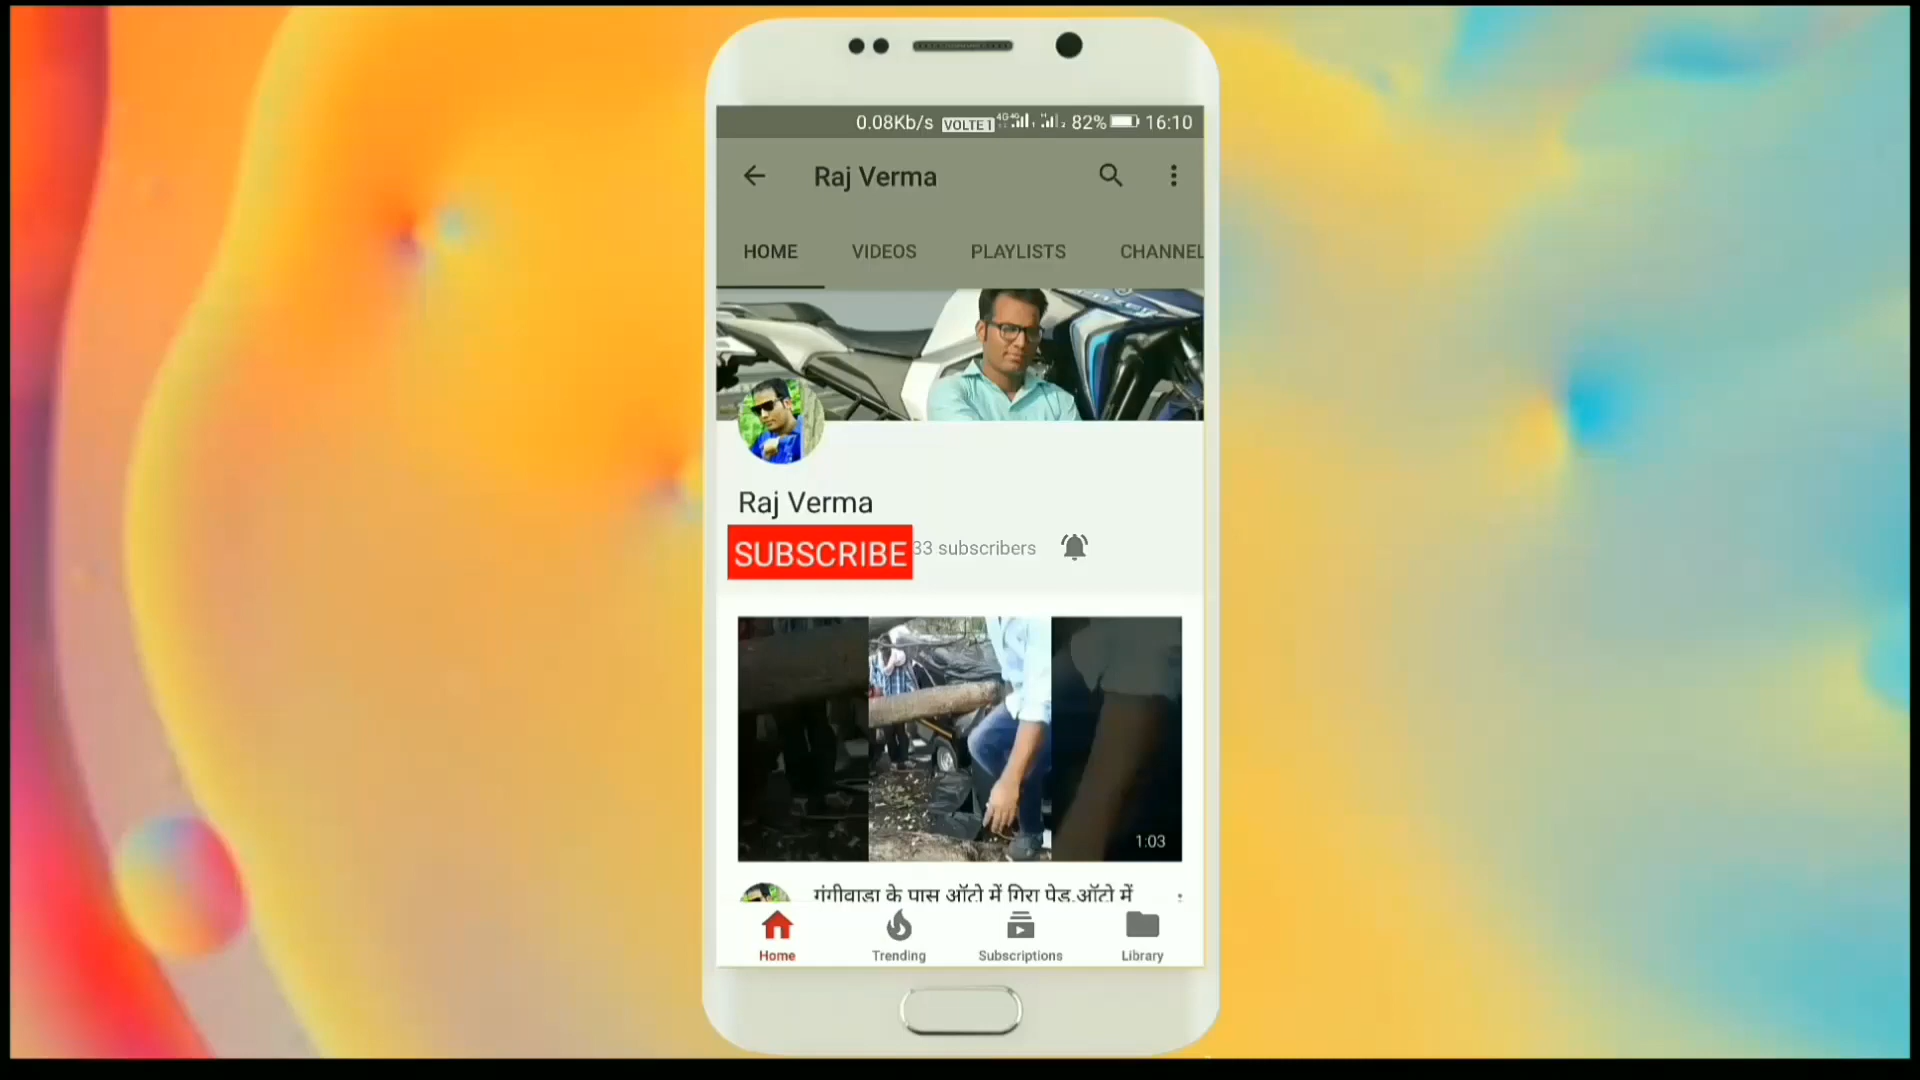 0.08Kb/s VOLTE 1 82% 16:10
Raj Verma
HOME VIDEOS PLAYLISTS CHANNEL
Raj Verma
SUBSCRIBE 33 subscribers
1:03
गंगीवाडा के पास ऑटो में गिरा पेड़,ऑटो में
Home Trending Subscriptions Library